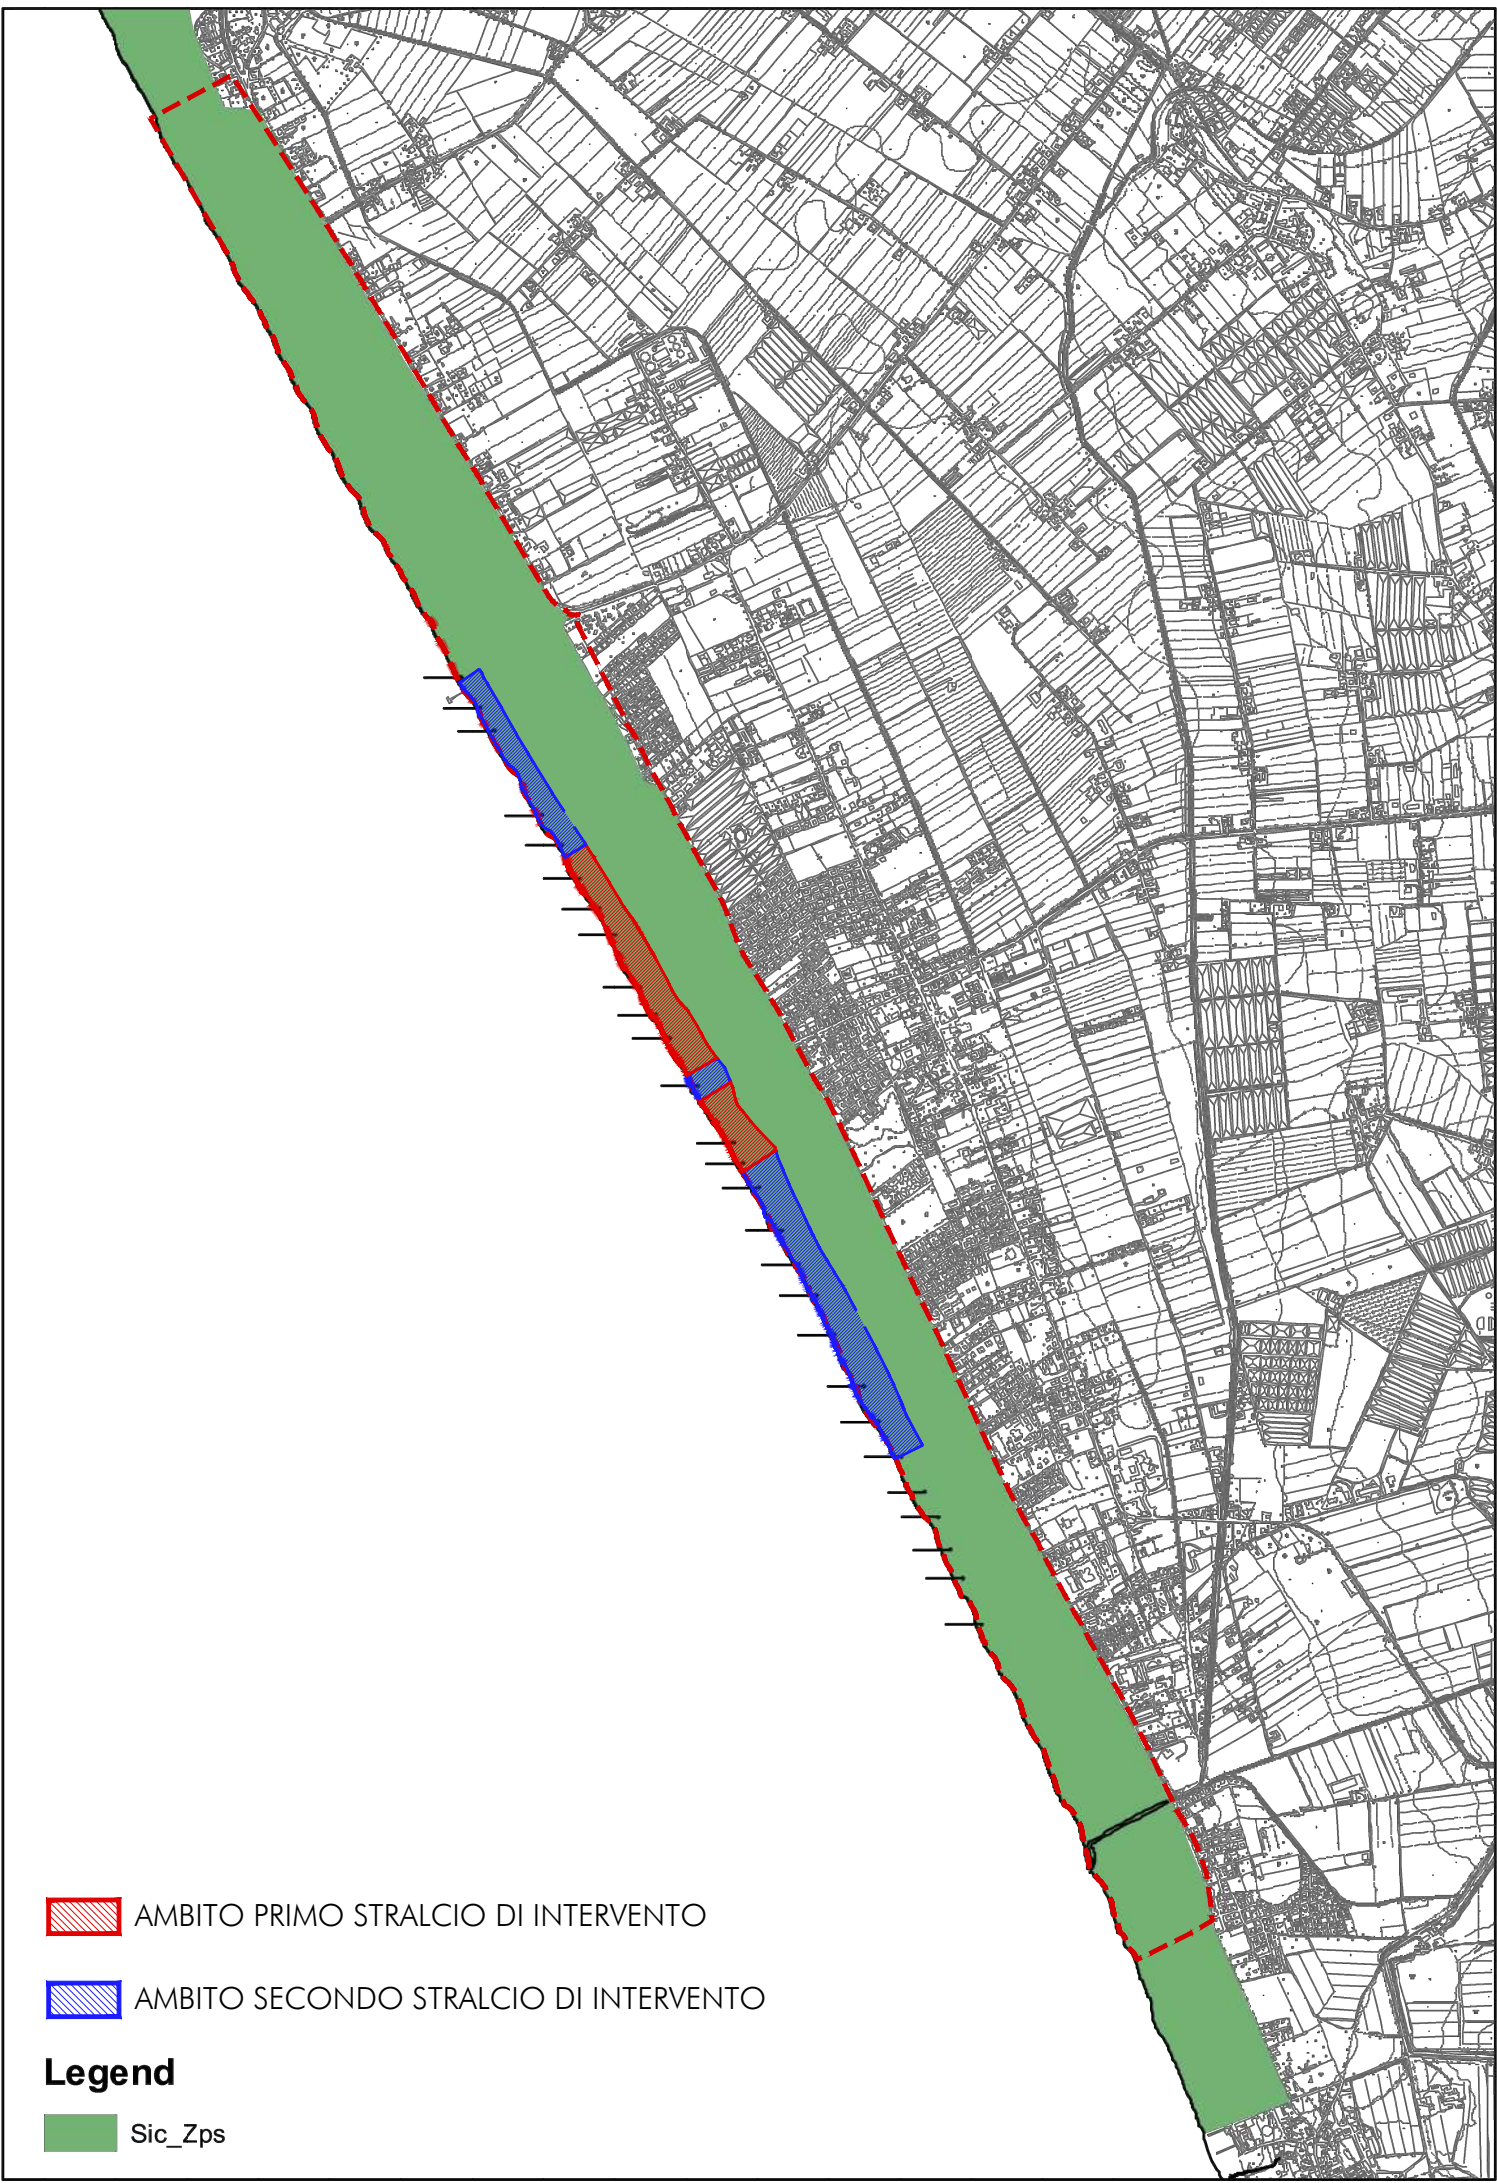 AMBITO PRIMO STRALCIO DI INTERVENTO
AMBITO SECONDO STRALCIO DI INTERVENTO
Legend
Sic_Zps